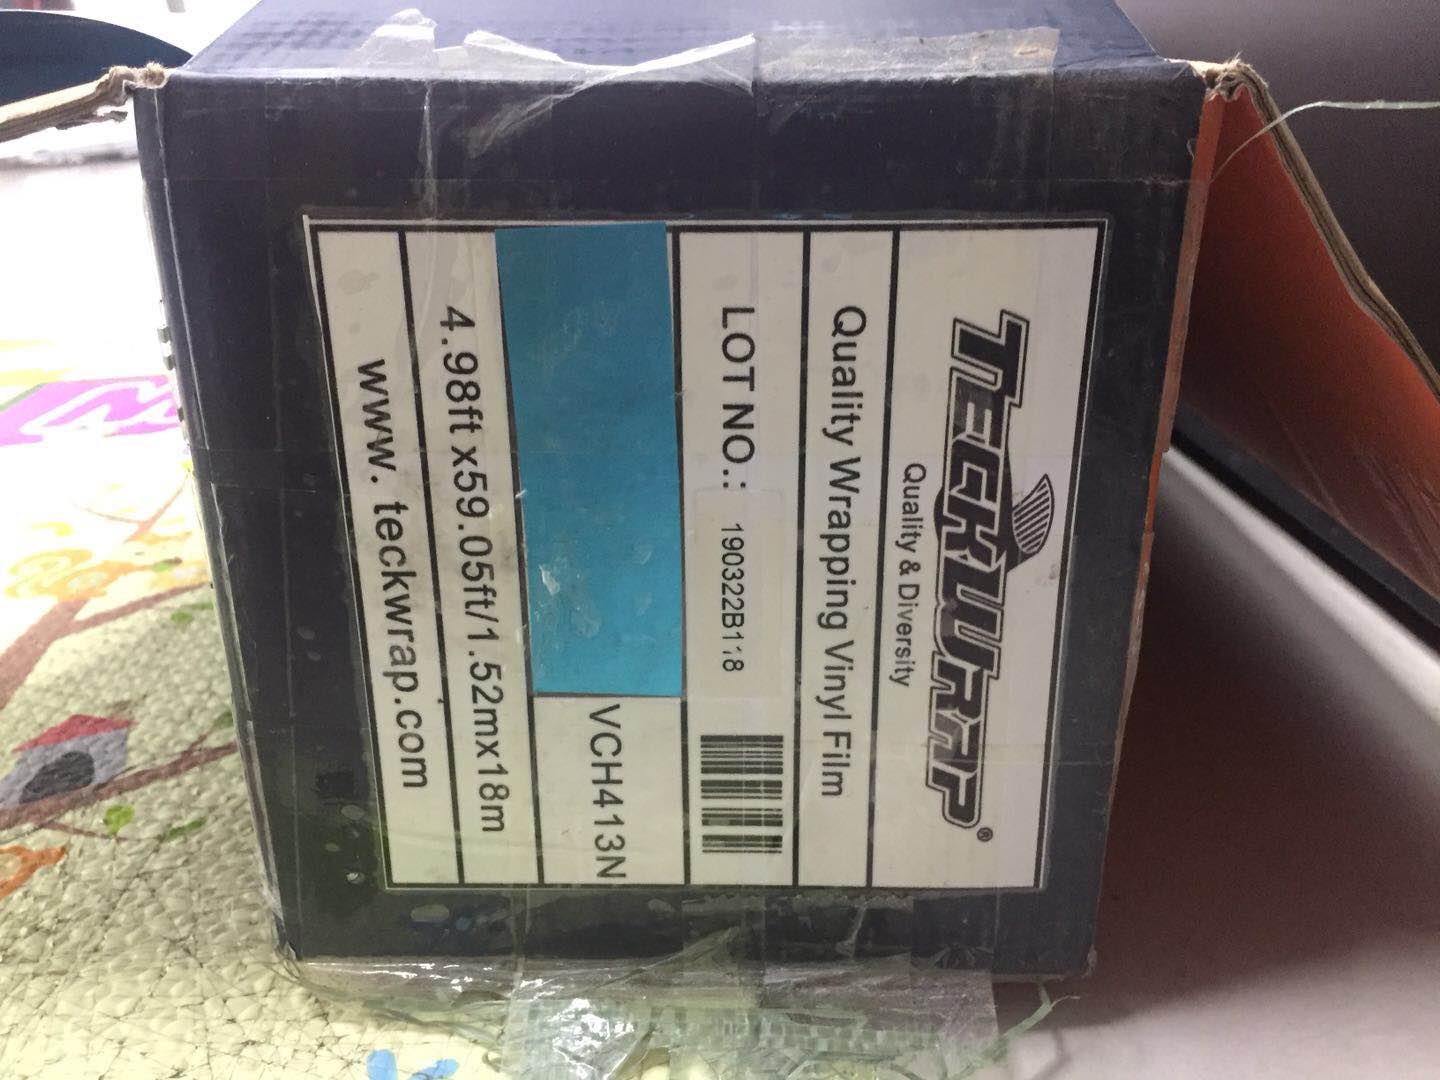 TECKWRAP®
Quality & Diversity
Quality Wrapping Vinyl Film
LOT NO.: 190322B118
VCH413N
4.98ft x59.05ft/1.52mx18m
www. teckwrap.com